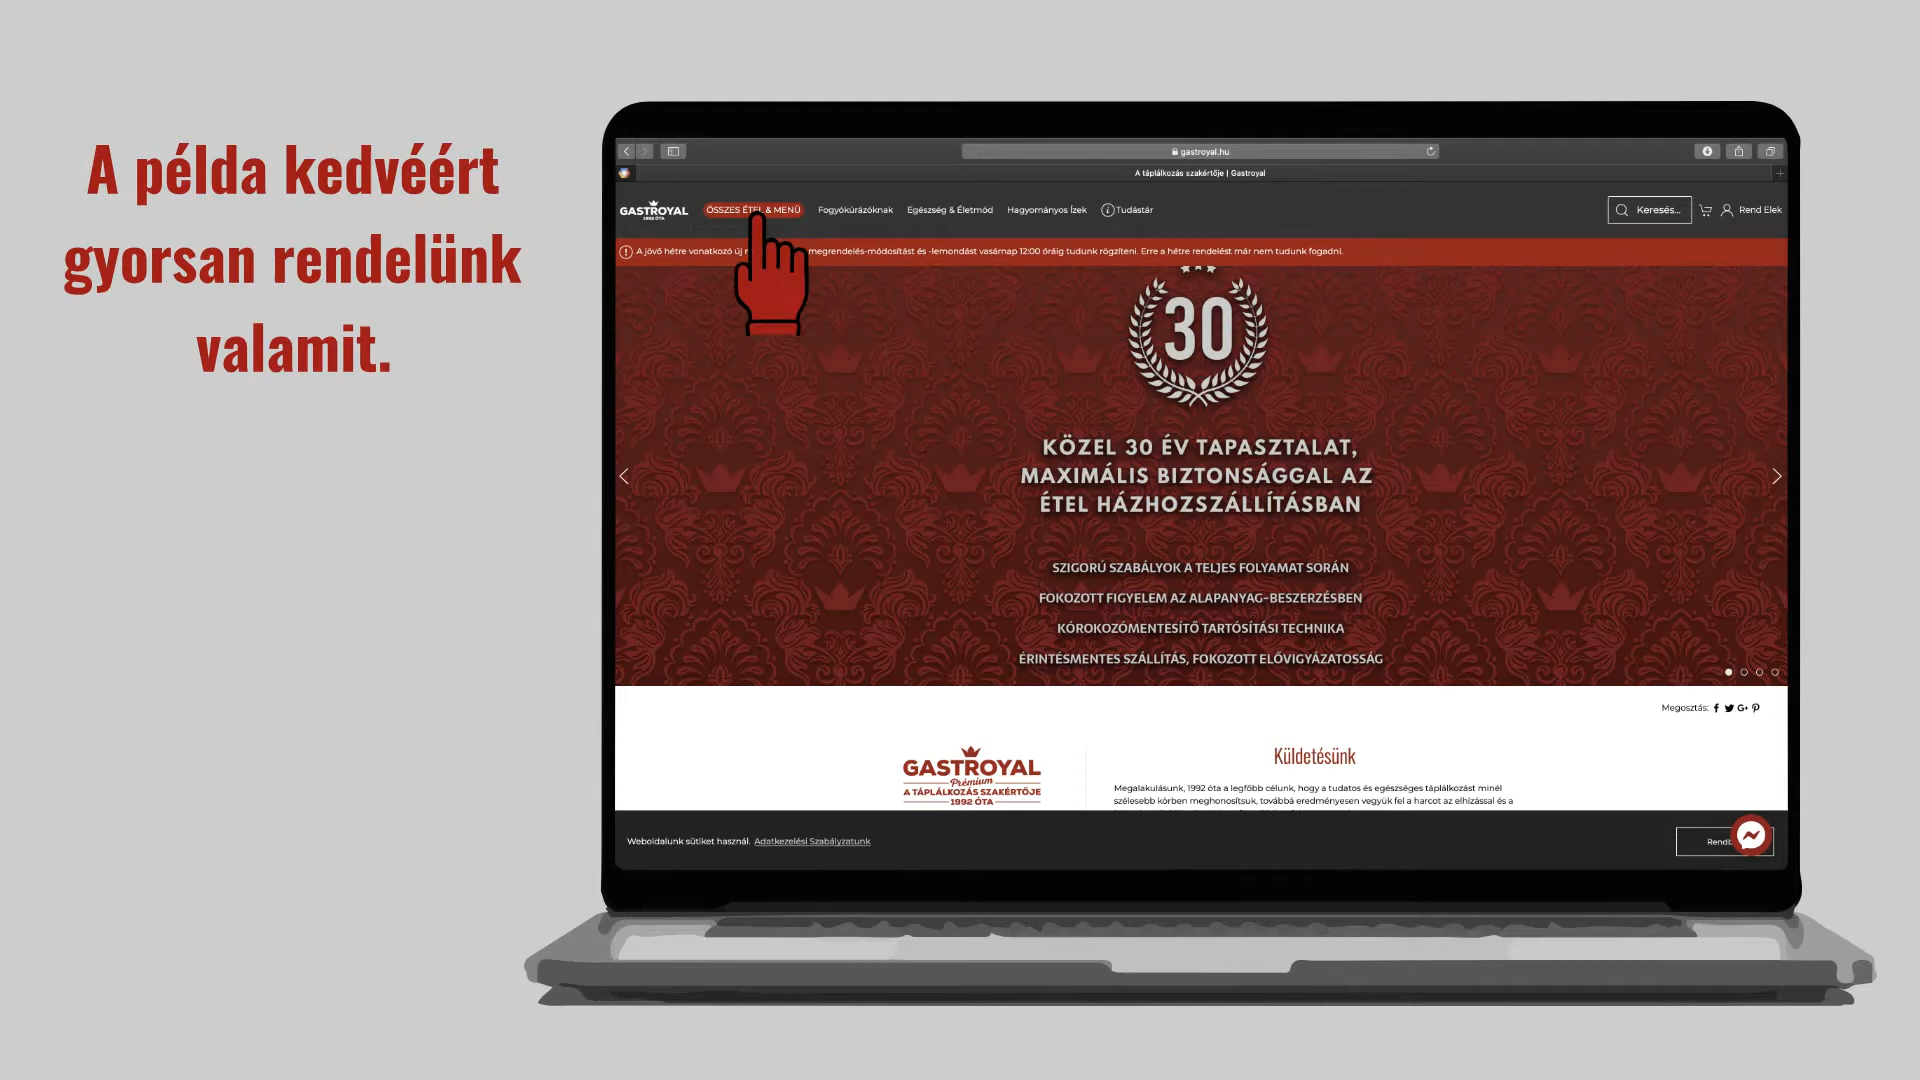 A példa kedvéért
gyorsan rendelünk
valamit.
gastroyal.hu
A táplálkozás szakértője | Gastroyal
GASTROYAL
1992 ÓTA
ÖSSZES ÉTEL & MENÜ
Fogyókúrázóknak
Egészség & Életmód
Hagyományos Ízek
Tudástár
Keresés...
Rend Elek
A jövő hétre vonatkozó új megrendelés-módosítást és -lemondást vasárnap 12:00 óráig tudunk rögzíteni. Erre a hétre rendelést már nem tudunk fogadni.
30
KÖZEL 30 ÉV TAPASZTALAT,
MAXIMÁLIS BIZTONSÁGGAL AZ
ÉTEL HÁZHOZSZÁLLÍTÁSBAN
SZIGORÚ SZABÁLYOK A TELJES FOLYAMAT SORÁN
FOKOZOTT FIGYELEM AZ ALAPANYAG-BESZERZÉSBEN
KÓROKOZÓMENTESÍTŐ TARTÓSÍTÁSI TECHNIKA
ÉRINTÉSMENTES SZÁLLÍTÁS, FOKOZOTT ELŐVIGYÁZATOSSÁG
Megosztás:
GASTROYAL
Prémium
A TÁPLÁLKOZÁS SZAKÉRTŐJE
1992 ÓTA
Küldetésünk
Megalakulásunk, 1992 óta a legfőbb célunk, hogy a tudatos és egészséges táplálkozást minél
szélesebb körben meghonosítsuk, továbbá eredményesen vegyük fel a harcot az elhízással és a
Weboldalunk sütiket használ. Adatkezelési Szabályzatunk